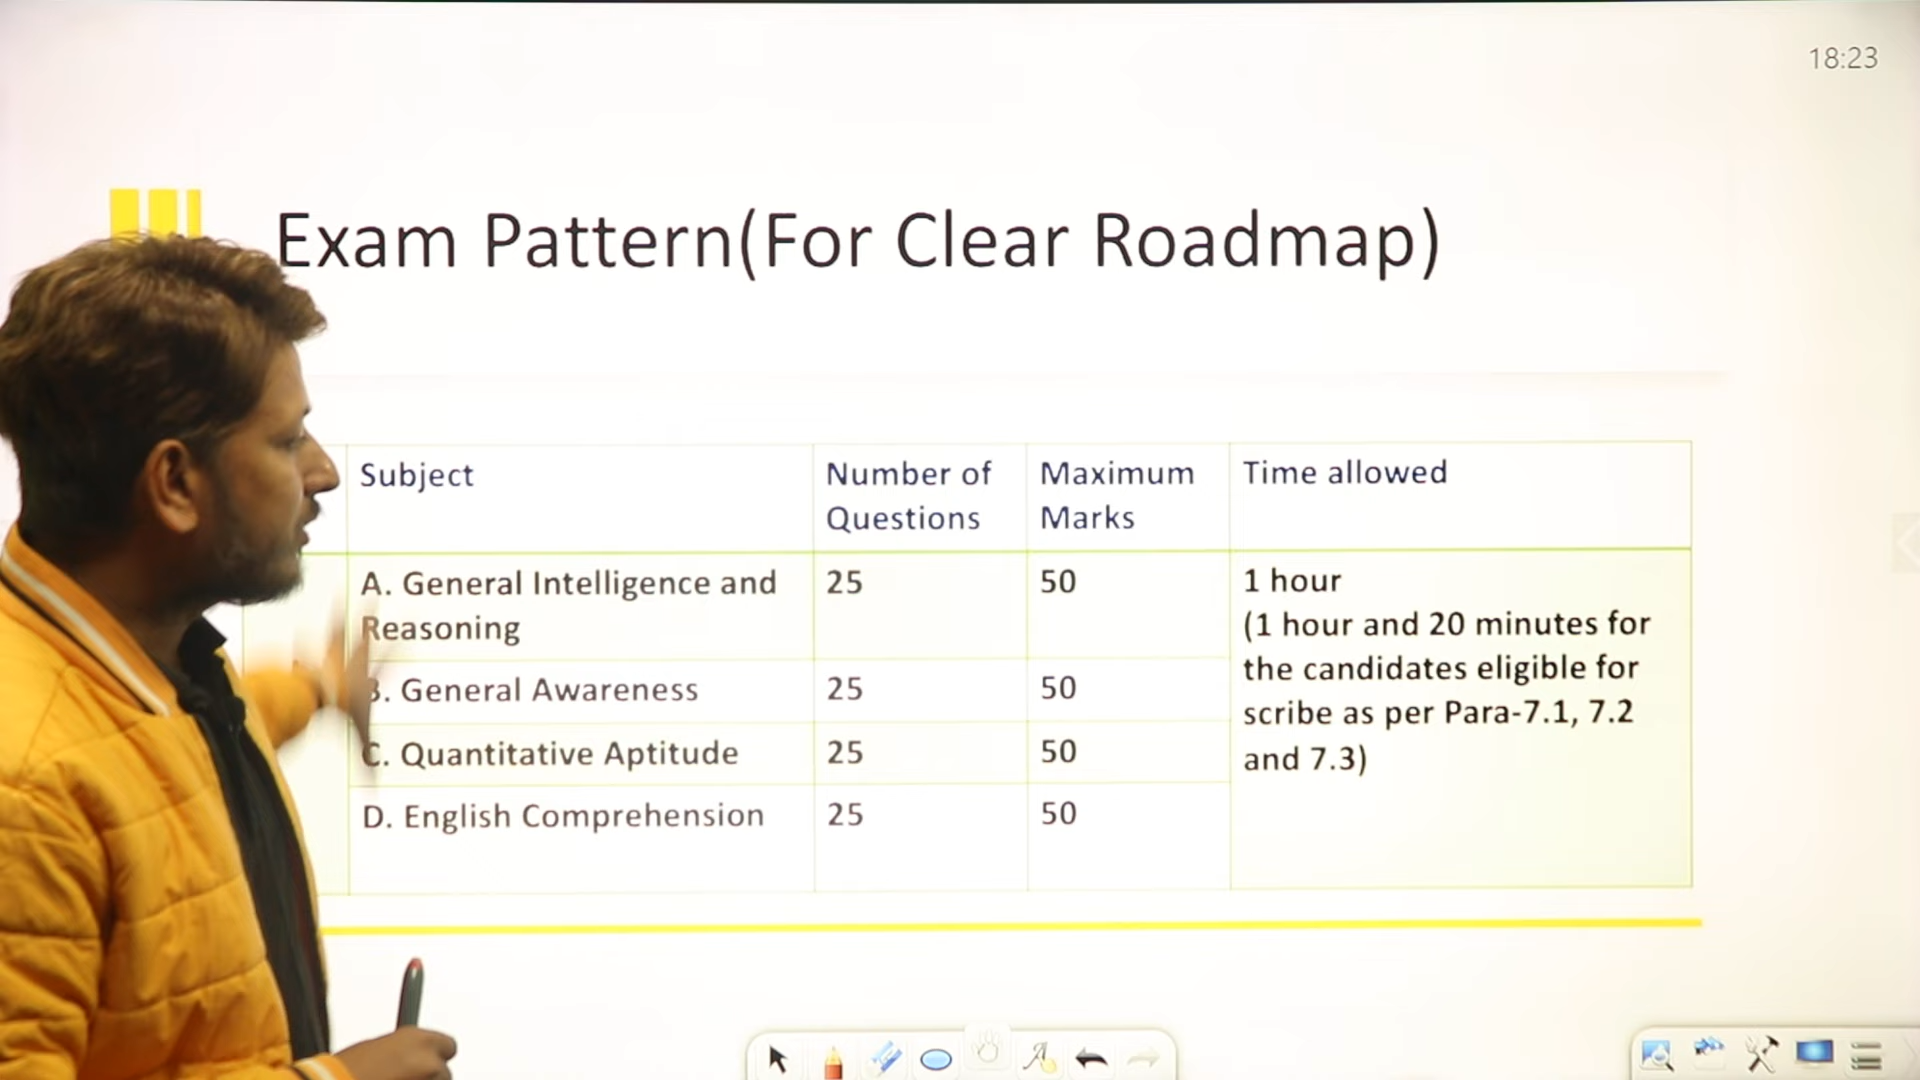 18:23
Exam Pattern(For Clear Roadmap)
Subject
Number of
Questions
Maximum
Marks
Time allowed
A. General Intelligence and
Reasoning
25
50
1 hour
(1 hour and 20 minutes for
the candidates eligible for
scribe as per Para-7.1, 7.2
and 7.3)
B. General Awareness
25
50
C. Quantitative Aptitude
25
50
D. English Comprehension
25
50